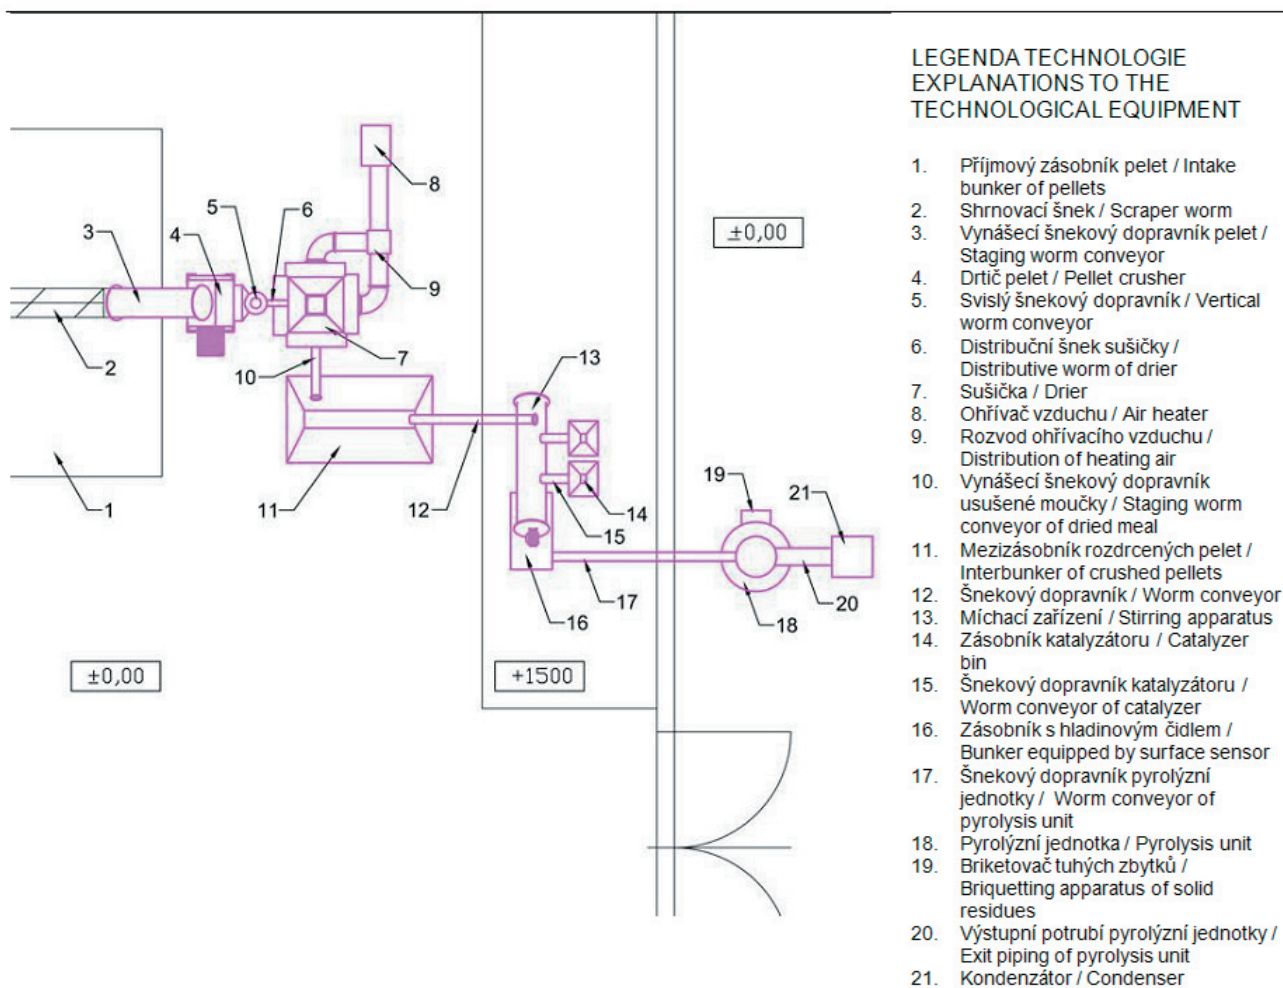 LEGENDA TECHNOLOGIE
EXPLANATIONS TO THE
TECHNOLOGICAL EQUIPMENT
1. Příjmový zásobník pelet / Intake
bunker of pellets
2. Shrnovací šnek / Scraper worm
3. Vynášecí šnekový dopravník pelet /
Staging worm conveyor
4. Drtič pelet / Pellet crusher
5. Svislý šnekový dopravník / Vertical
worm conveyor
6. Distribuční šnek sušičky /
Distributive worm of drier
7. Sušička / Drier
8. Ohřívač vzduchu / Air heater
9. Rozvod ohřívacího vzduchu /
Distribution of heating air
10. Vynášecí šnekový dopravník
usušené moučky / Staging worm
conveyor of dried meal
11. Mezizásobník rozdrcených pelet /
Interbunker of crushed pellets
12. Šnekový dopravník / Worm conveyor
13. Míchací zařízení / Stirring apparatus
14. Zásobník katalyzátoru / Catalyzer
bin
15. Šnekový dopravník katalyzátoru /
Worm conveyor of catalyzer
16. Zásobník s hladinovým čidlem /
Bunker equipped by surface sensor
17. Šnekový dopravník pyrolýzní
jednotky / Worm conveyor of
pyrolysis unit
18. Pyrolýzní jednotka / Pyrolysis unit
19. Briketovač tuhých zbytků /
Briquetting apparatus of solid
residues
20. Výstupní potrubí pyrolýzní jednotky /
Exit piping of pyrolysis unit
21. Kondenzátor / Condenser
8
5
6
3
4
±0,00
9
2
10
7
13
1
11
12
14
15
19
21
16
17
18
20
±0,00
+1500